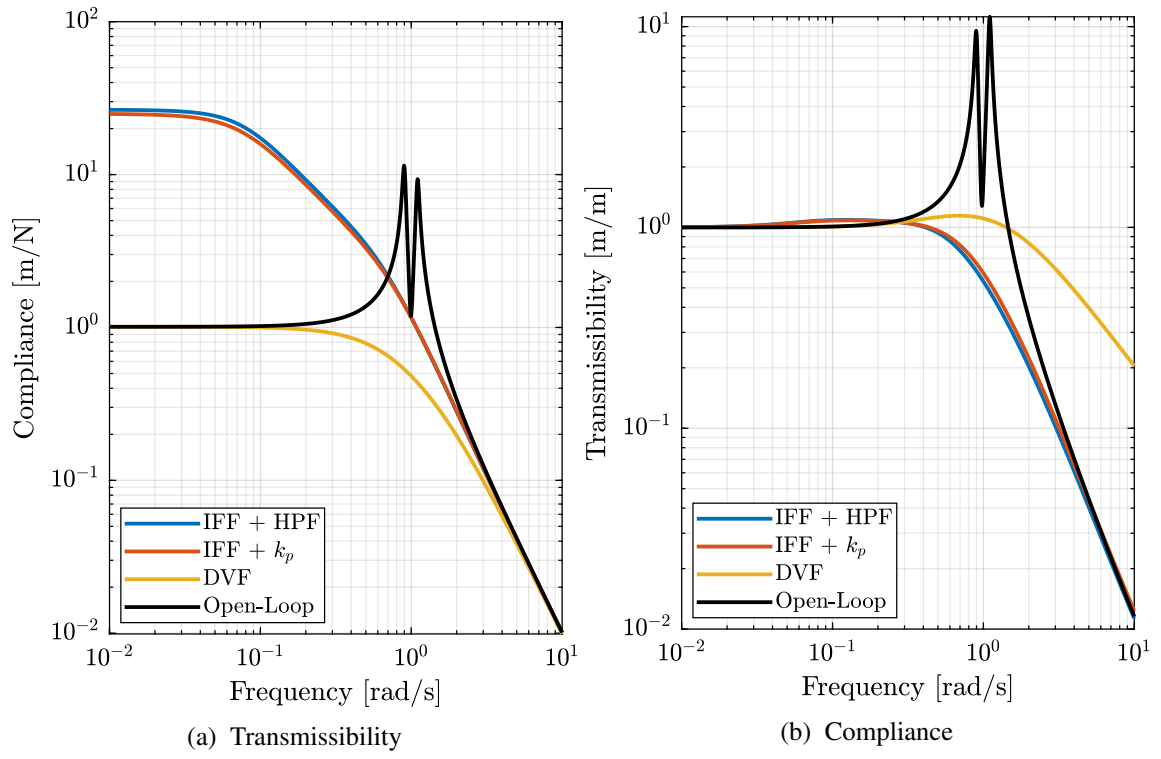 10^2
10^1
10^0
10^{-1}
10^{-2}
Compliance [m/N]
IFF + HPF
IFF + k_p
DVF
Open-Loop
10^{-2}
10^{-1}
10^0
10^1
Frequency [rad/s]
(a) Transmissibility
10^1
10^0
10^{-1}
10^{-2}
Transmissibility [m/m]
IFF + HPF
IFF + k_p
DVF
Open-Loop
10^{-2}
10^{-1}
10^0
10^1
Frequency [rad/s]
(b) Compliance